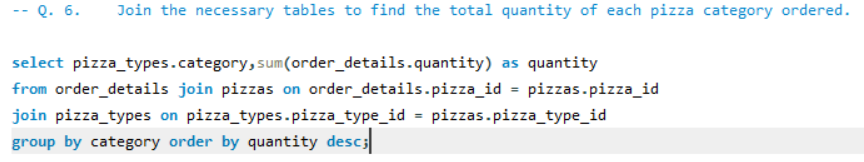 -- Q. 6.    Join the necessary tables to find the total quantity of each pizza category ordered.
select pizza_types.category,sum(order_details.quantity) as quantity
from order_details join pizzas on order_details.pizza_id = pizzas.pizza_id
join pizza_types on pizza_types.pizza_type_id = pizzas.pizza_type_id
group by category order by quantity desc;